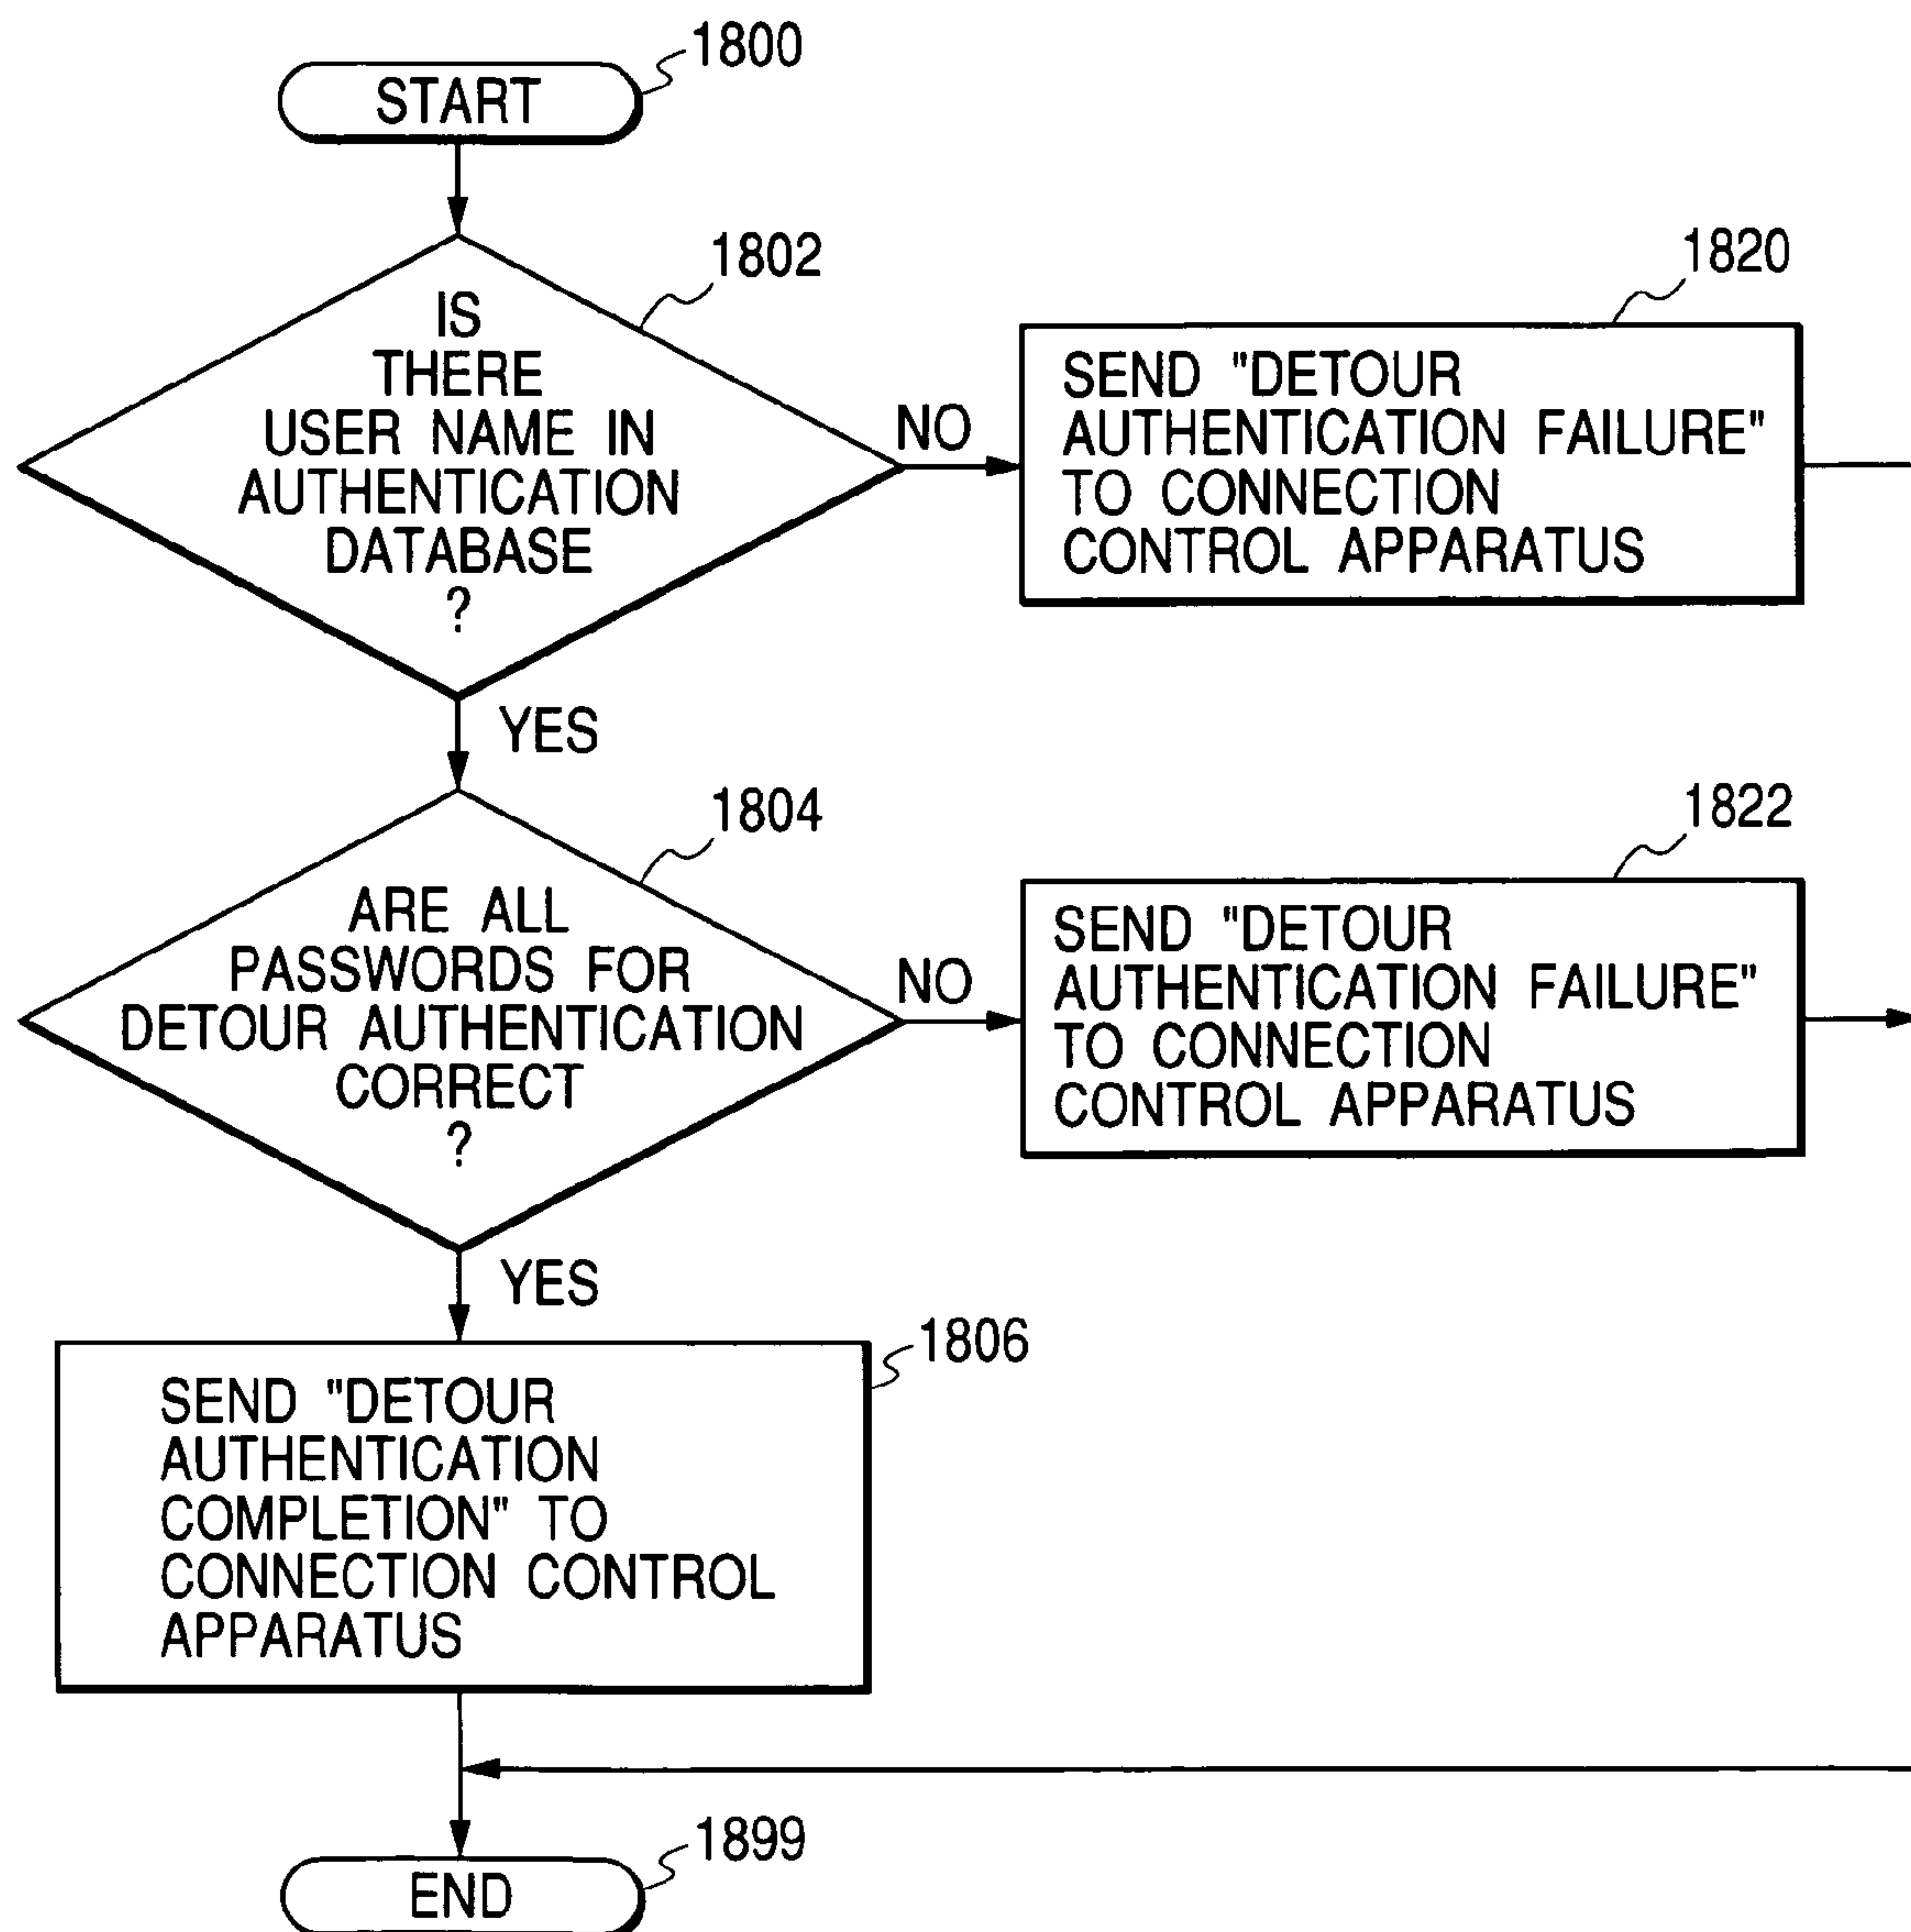 1800
START
1802
IS
THERE
USER NAME IN
AUTHENTICATION
DATABASE
?
NO
1820
SEND "DETOUR
AUTHENTICATION FAILURE"
TO CONNECTION
CONTROL APPARATUS
YES
1804
ARE ALL
PASSWORDS FOR
DETOUR AUTHENTICATION
CORRECT
?
NO
1822
SEND "DETOUR
AUTHENTICATION FAILURE"
TO CONNECTION
CONTROL APPARATUS
YES
1806
SEND "DETOUR
AUTHENTICATION
COMPLETION" TO
CONNECTION CONTROL
APPARATUS
1899
END